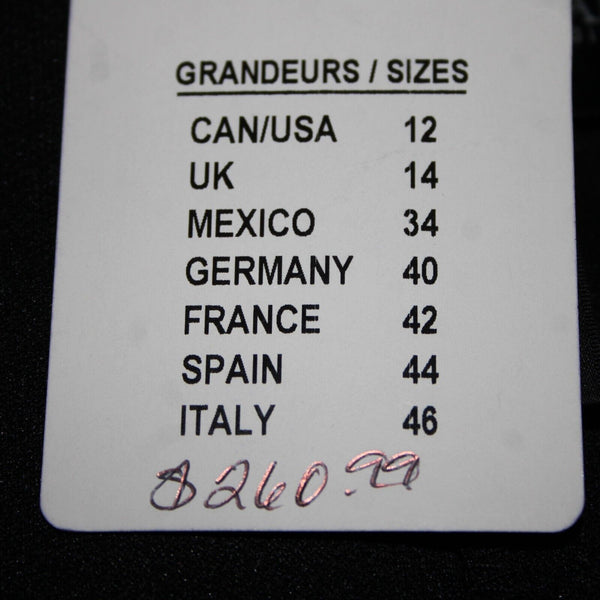 GRANDEURS / SIZES
CAN/USA 12
UK 14
MEXICO 34
GERMANY 40
FRANCE 42
SPAIN 44
ITALY 46
$260.99